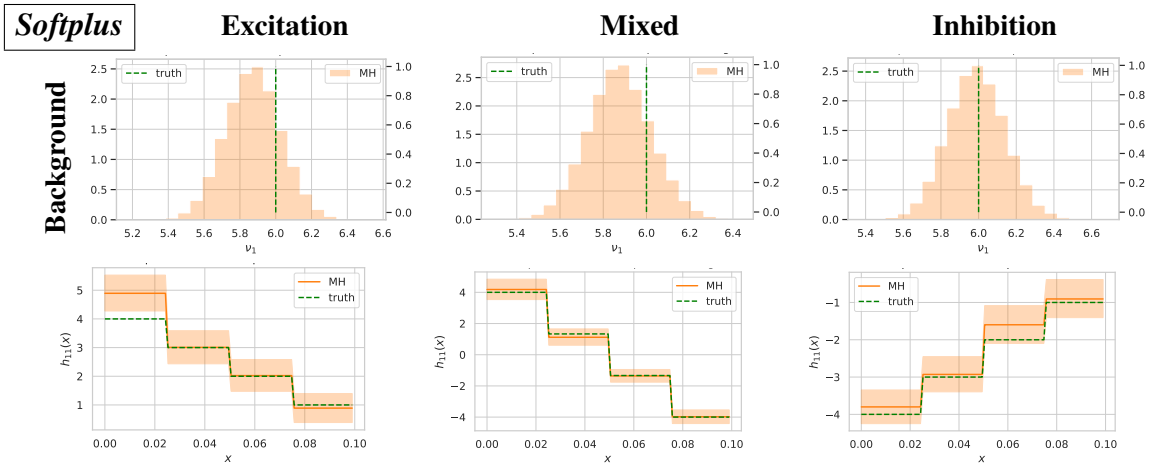 Softplus Excitation Mixed Inhibition
Background
truth MH
2.5 2.0 1.5 1.0 0.5 0.0
1.0 0.8 0.6 0.4 0.2 0.0
5.2 5.4 5.6 5.8 6.0 6.2 6.4 6.6
ν1
truth MH
2.5 2.0 1.5 1.0 0.5 0.0
1.0 0.8 0.6 0.4 0.2 0.0
5.4 5.6 5.8 6.0 6.2 6.4
ν1
truth MH
2.5 2.0 1.5 1.0 0.5 0.0
1.0 0.8 0.6 0.4 0.2 0.0
5.4 5.6 5.8 6.0 6.2 6.4 6.6
ν1
MH
truth
h11(x)
5 4 3 2 1
0.00 0.02 0.04 0.06 0.08 0.10
x
MH
truth
h11(x)
4 2 0 −2 −4
0.00 0.02 0.04 0.06 0.08 0.10
x
MH
truth
h11(x)
−1 −2 −3 −4
0.00 0.02 0.04 0.06 0.08 0.10
x